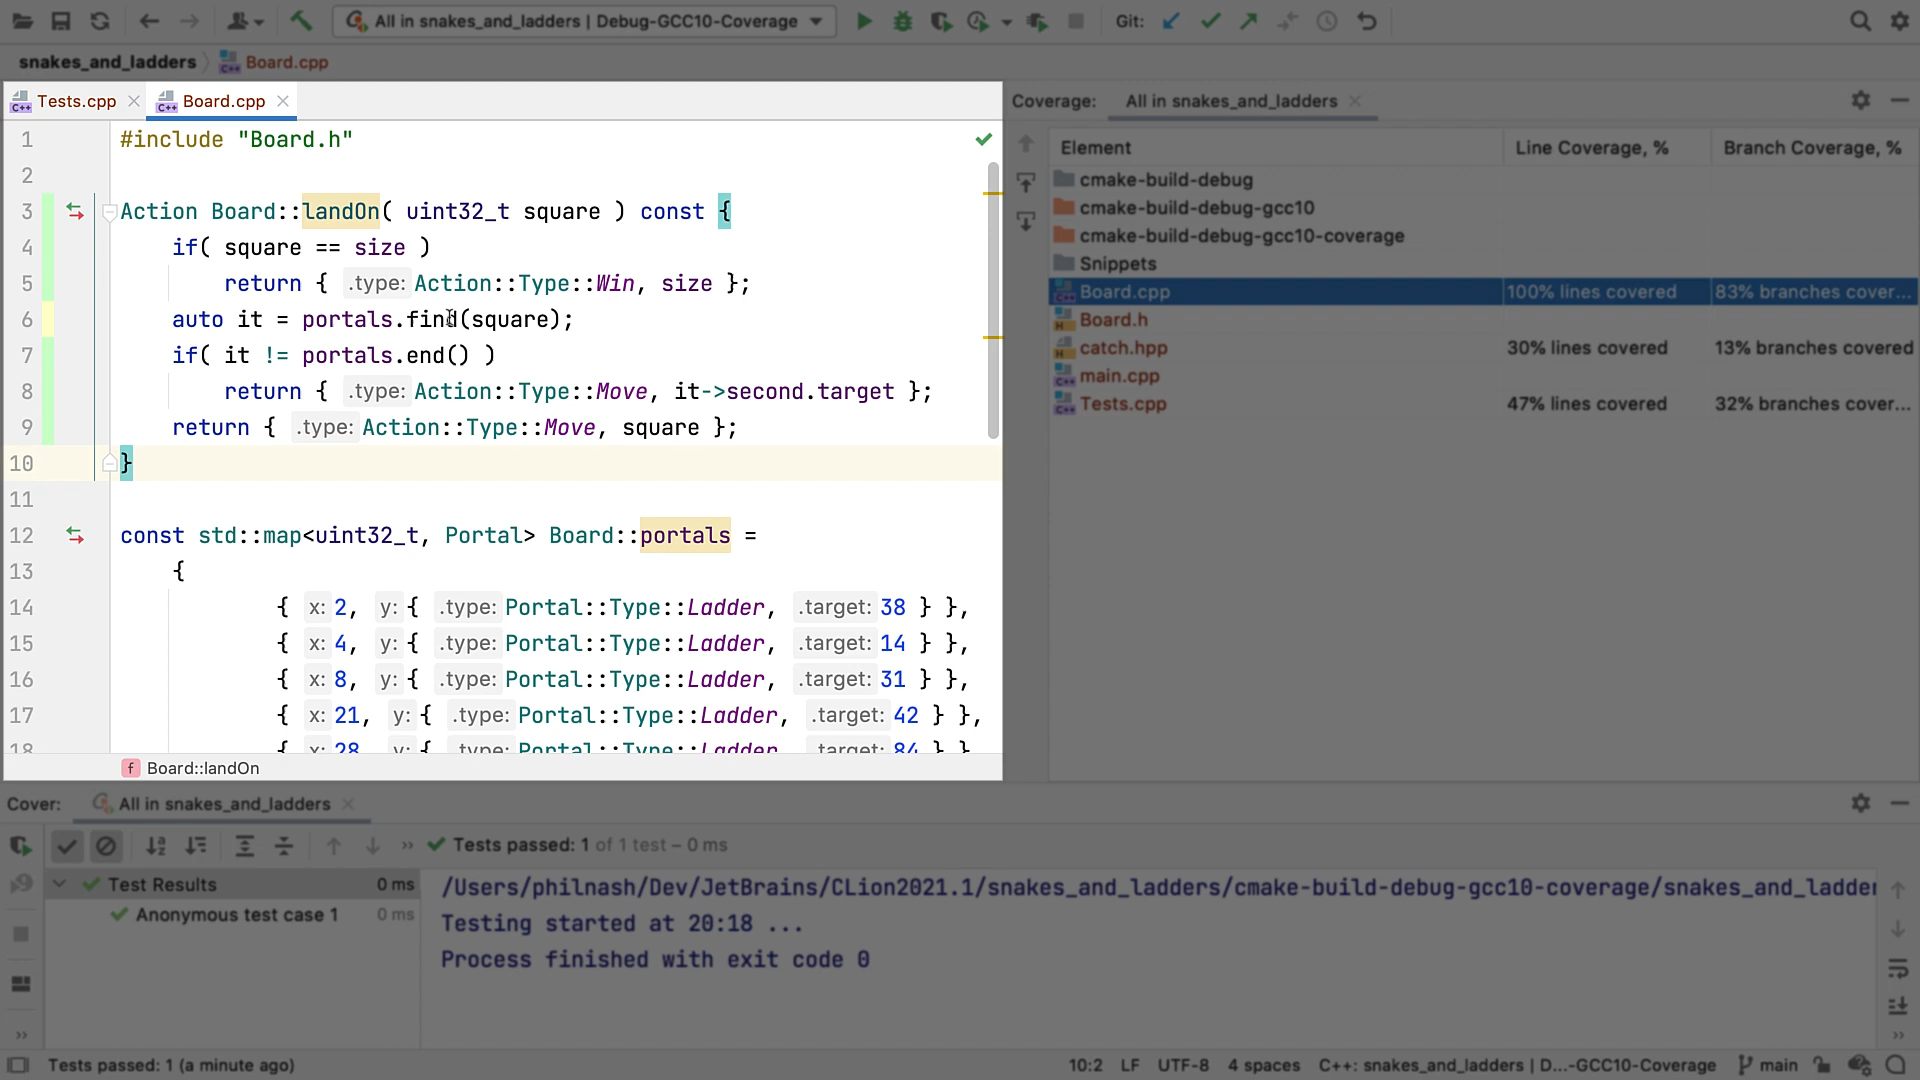 All in snakes_and_ladders | Debug-GCC10-Coverage
Git:
snakes_and_ladders
Board.cpp
Tests.cpp
Board.cpp
1 #include "Board.h"
2
3 Action Board::landOn( uint32_t square ) const {
4 if( square == size )
5 return { .type: Action::Type::Win, size };
6 auto it = portals.find(square);
7 if( it != portals.end() )
8 return { .type: Action::Type::Move, it->second.target };
9 return { .type: Action::Type::Move, square };
10 }
11
12 const std::map<uint32_t, Portal> Board::portals =
13 {
14 { x: 2, y: { .type: Portal::Type::Ladder, .target: 38 } },
15 { x: 4, y: { .type: Portal::Type::Ladder, .target: 14 } },
16 { x: 8, y: { .type: Portal::Type::Ladder, .target: 31 } },
17 { x: 21, y: { .type: Portal::Type::Ladder, .target: 42 } },
18 { x: 28, y: { .type: Portal::Type::Ladder, .target: 84 } },
f Board::landOn
Coverage: All in snakes_and_ladders
Element Line Coverage, % Branch Coverage, %
cmake-build-debug
cmake-build-debug-gcc10
cmake-build-debug-gcc10-coverage
Snippets
Board.cpp 100% lines covered 83% branches cover...
Board.h
catch.hpp 30% lines covered 13% branches covered
main.cpp
Tests.cpp 47% lines covered 32% branches cover...
Cover: All in snakes_and_ladders
Tests passed: 1 of 1 test – 0 ms
Test Results 0 ms
Anonymous test case 1 0 ms
/Users/philnash/Dev/JetBrains/CLion2021.1/snakes_and_ladders/cmake-build-debug-gcc10-coverage/snakes_and_ladder
Testing started at 20:18 ...
Process finished with exit code 0
Tests passed: 1 (a minute ago)
10:2 LF UTF-8 4 spaces C++: snakes_and_ladders | D...-GCC10-Coverage main